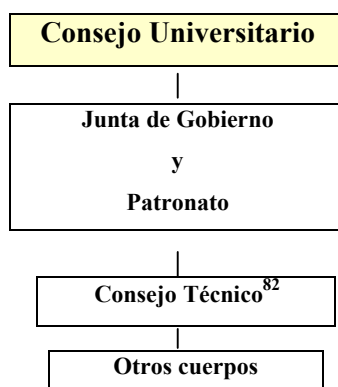 Consejo Universitario
Junta de Gobierno
y
Patronato
Consejo Técnico82
Otros cuerpos